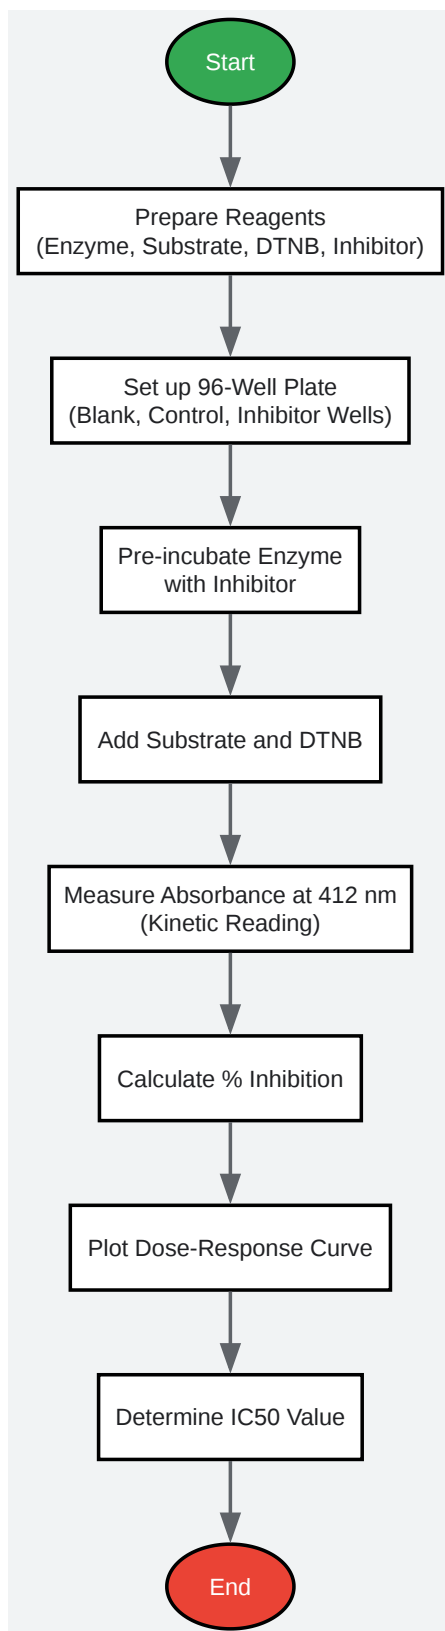 Start
Prepare Reagents
(Enzyme, Substrate, DTNB, Inhibitor)
Set up 96-Well Plate
(Blank, Control, Inhibitor Wells)
Pre-incubate Enzyme
with Inhibitor
Add Substrate and DTNB
Measure Absorbance at 412 nm
(Kinetic Reading)
Calculate % Inhibition
Plot Dose-Response Curve
Determine IC50 Value
End